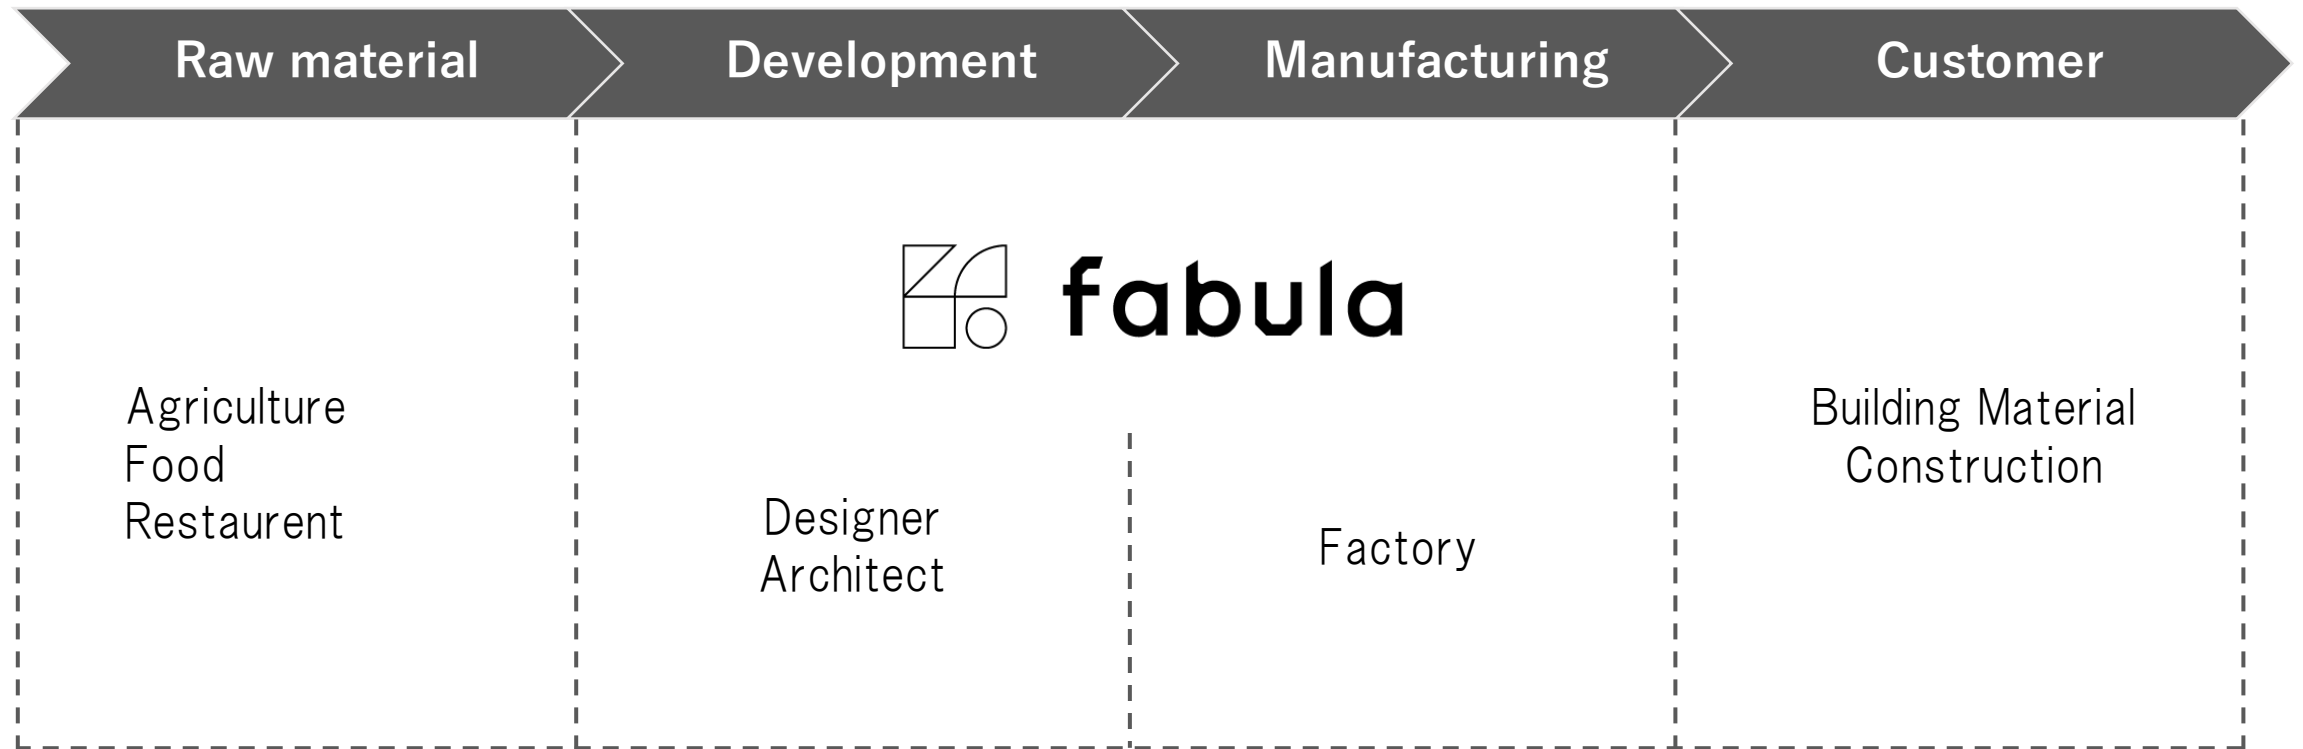 Raw material
Development
Manufacturing
Customer
fabula
Agriculture
Food
Restaurent
Designer
Architect
Factory
Building Material
Construction